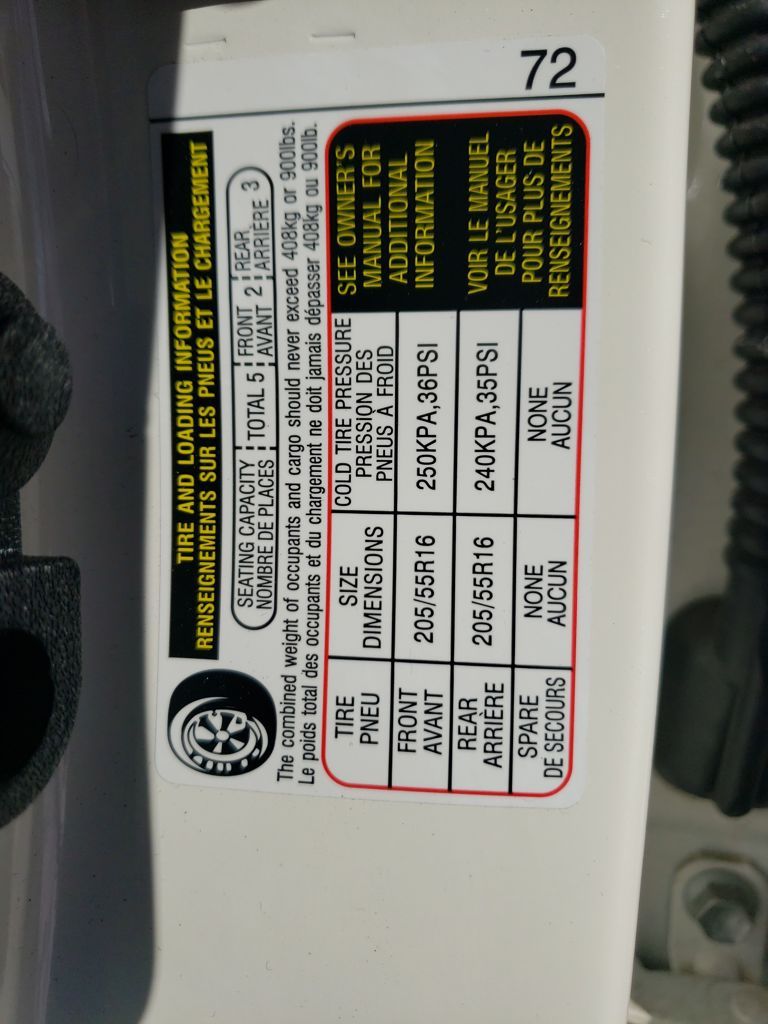 72
TIRE AND LOADING INFORMATION
RENSEIGNEMENTS SUR LES PNEUS ET LE CHARGEMENT
SEATING CAPACITY
NOMBRE DE PLACES
TOTAL 5
FRONT
AVANT 2
REAR
ARRIÈRE 3
The combined weight of occupants and cargo should never exceed 408kg or 900lbs.
Le poids total des occupants et du chargement ne doit jamais dépasser 408kg ou 900lb.
TIRE
PNEU
SIZE
DIMENSIONS
COLD TIRE PRESSURE
PRESSION DES
PNEUS À FROID
FRONT
AVANT
205/55R16
250KPA,36PSI
REAR
ARRIÈRE
205/55R16
240KPA,35PSI
SPARE
DE SECOURS
NONE
AUCUN
NONE
AUCUN
SEE OWNER'S
MANUAL FOR
ADDITIONAL
INFORMATION
VOIR LE MANUEL
DE L'USAGER
POUR PLUS DE
RENSEIGNEMENTS